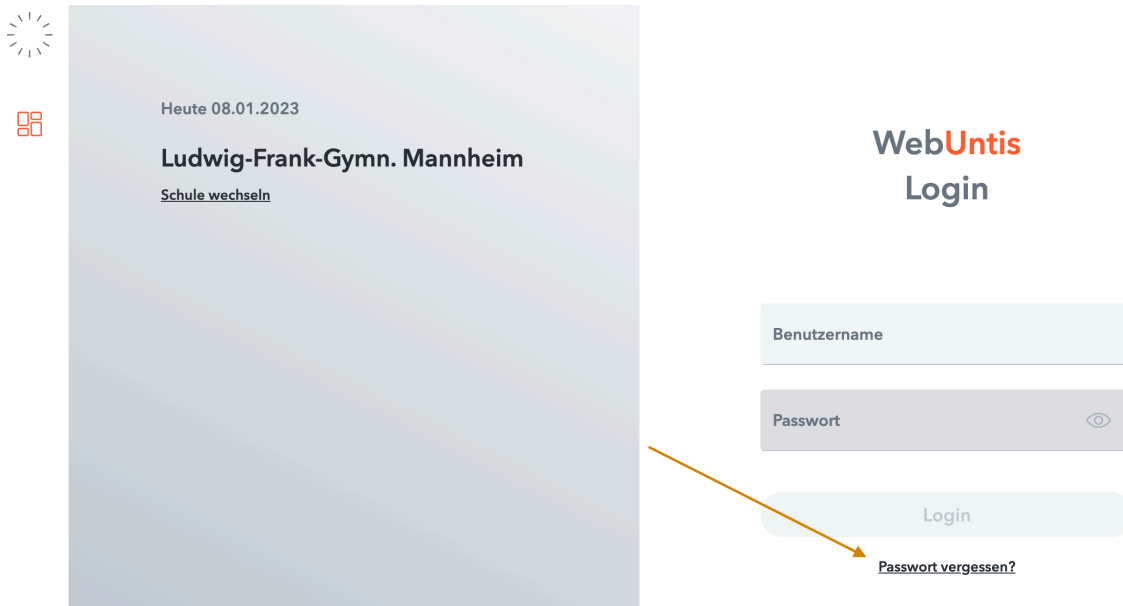 Heute 08.01.2023
Ludwig-Frank-Gymn. Mannheim
Schule wechseln
WebUntis
Login
Benutzername
Passwort
Login
Passwort vergessen?